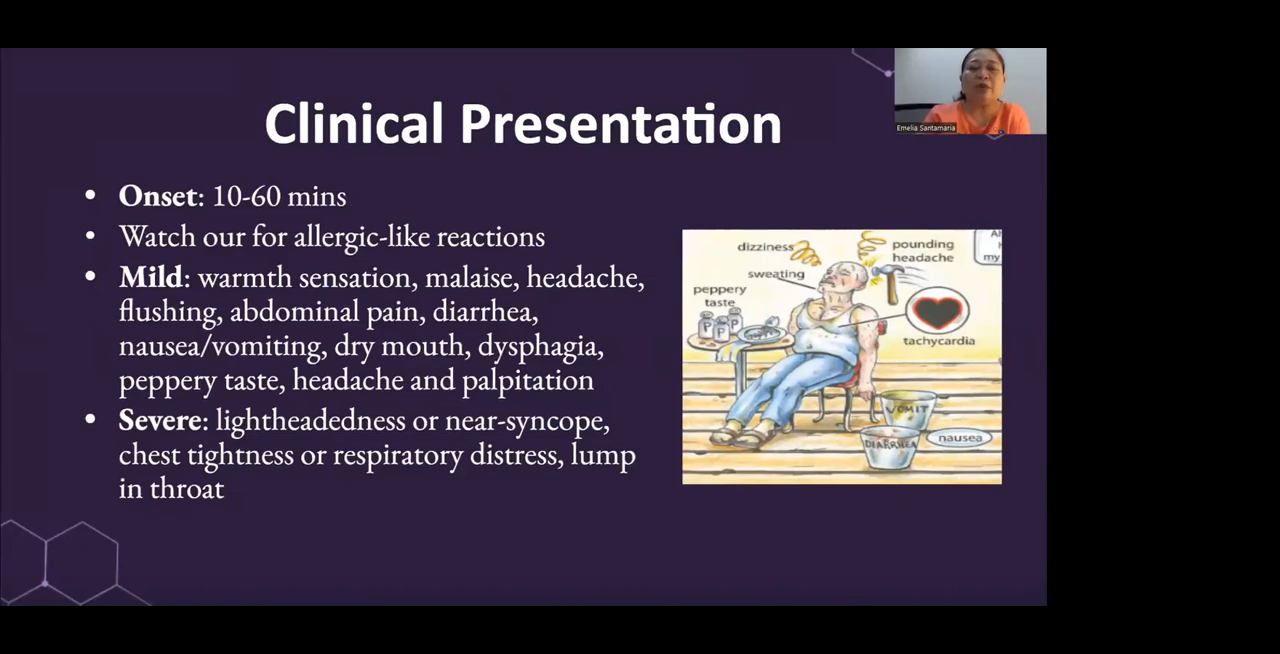 Clinical Presentation
Emelia Santamaria
• Onset: 10-60 mins
• Watch our for allergic-like reactions
• Mild: warmth sensation, malaise, headache,
flushing, abdominal pain, diarrhea,
nausea/vomiting, dry mouth, dysphagia,
peppery taste, headache and palpitation
• Severe: lightheadedness or near-syncope,
chest tightness or respiratory distress, lump
in throat
dizziness
pounding
headache
my
sweating
peppery
taste
P P P
tachycardia
VOMIT
DIARRHEA
nausea